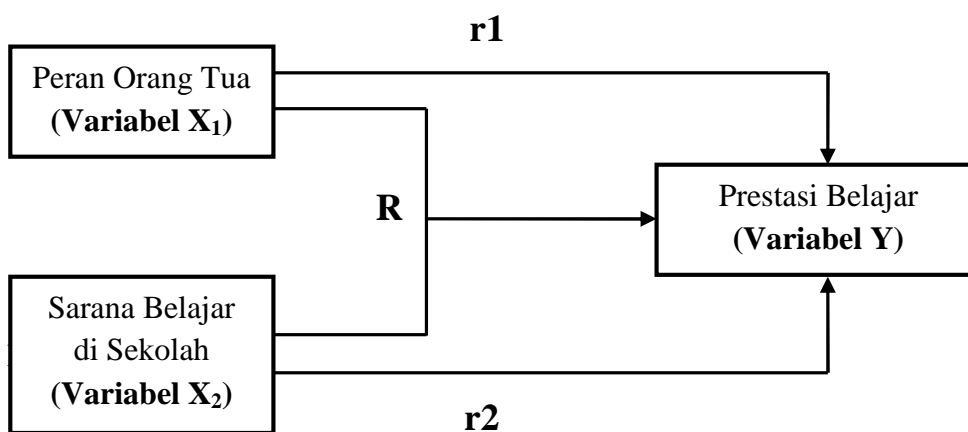 r1
Peran Orang Tua
(Variabel X₁)
R
Prestasi Belajar
(Variabel Y)
Sarana Belajar
di Sekolah
(Variabel X₂)
r2